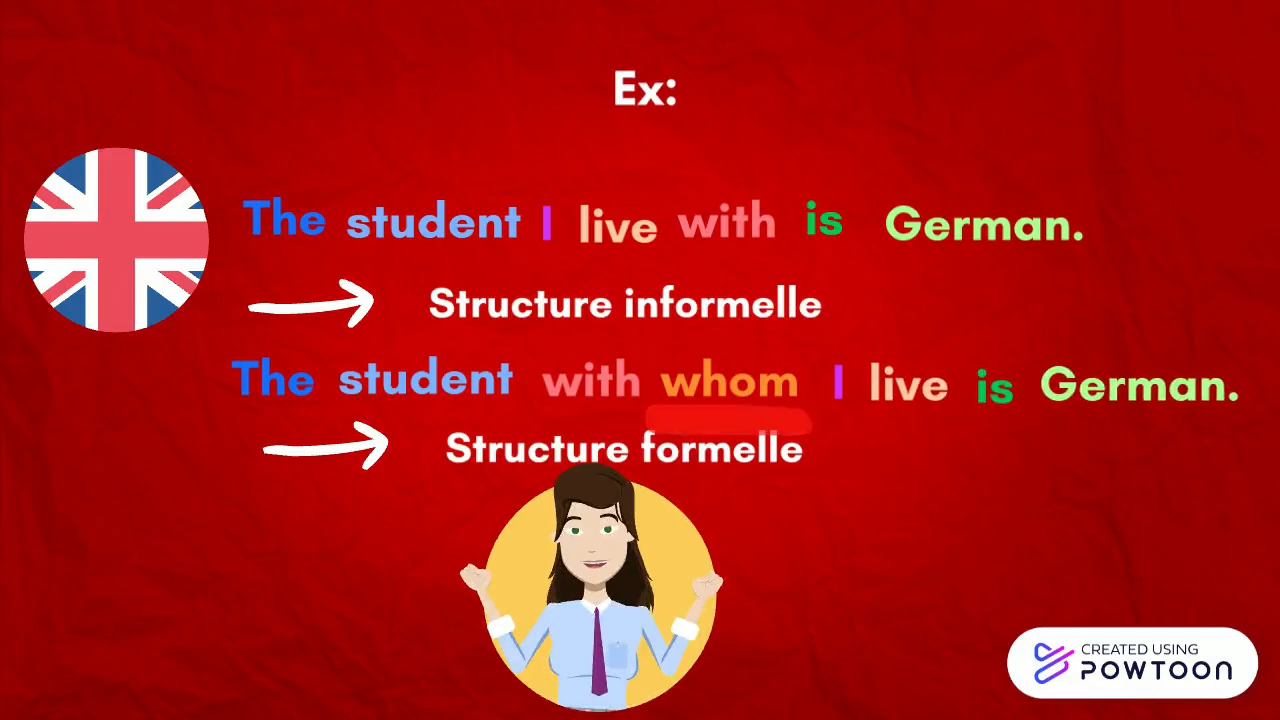 Ex:
The student I live with is German.
Structure informelle
The student with whom I live is German.
Structure formelle
CREATED USING
POWTOON